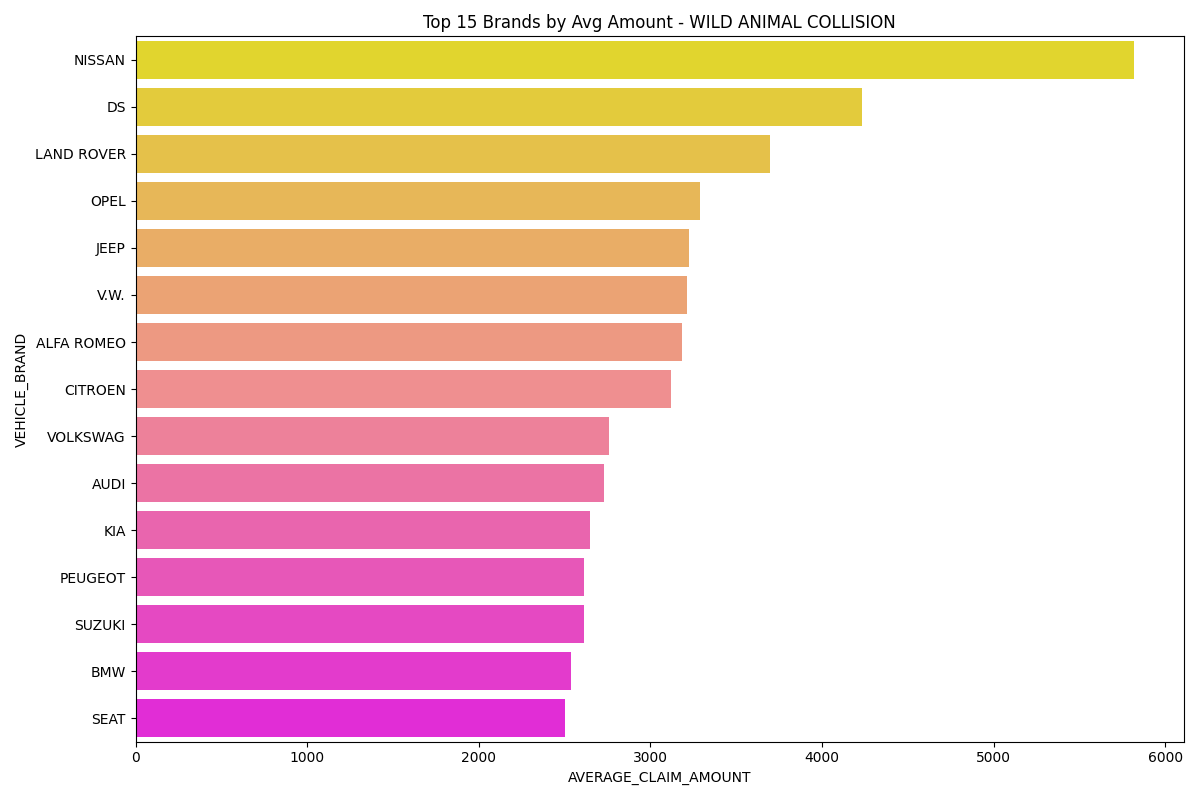 Top 15 Brands by Avg Amount - WILD ANIMAL COLLISION
VEHICLE_BRAND
NISSAN
DS
LAND ROVER
OPEL
JEEP
V.W.
ALFA ROMEO
CITROEN
VOLKSWAG
AUDI
KIA
PEUGEOT
SUZUKI
BMW
SEAT
0 1000 2000 3000 4000 5000 6000
AVERAGE_CLAIM_AMOUNT